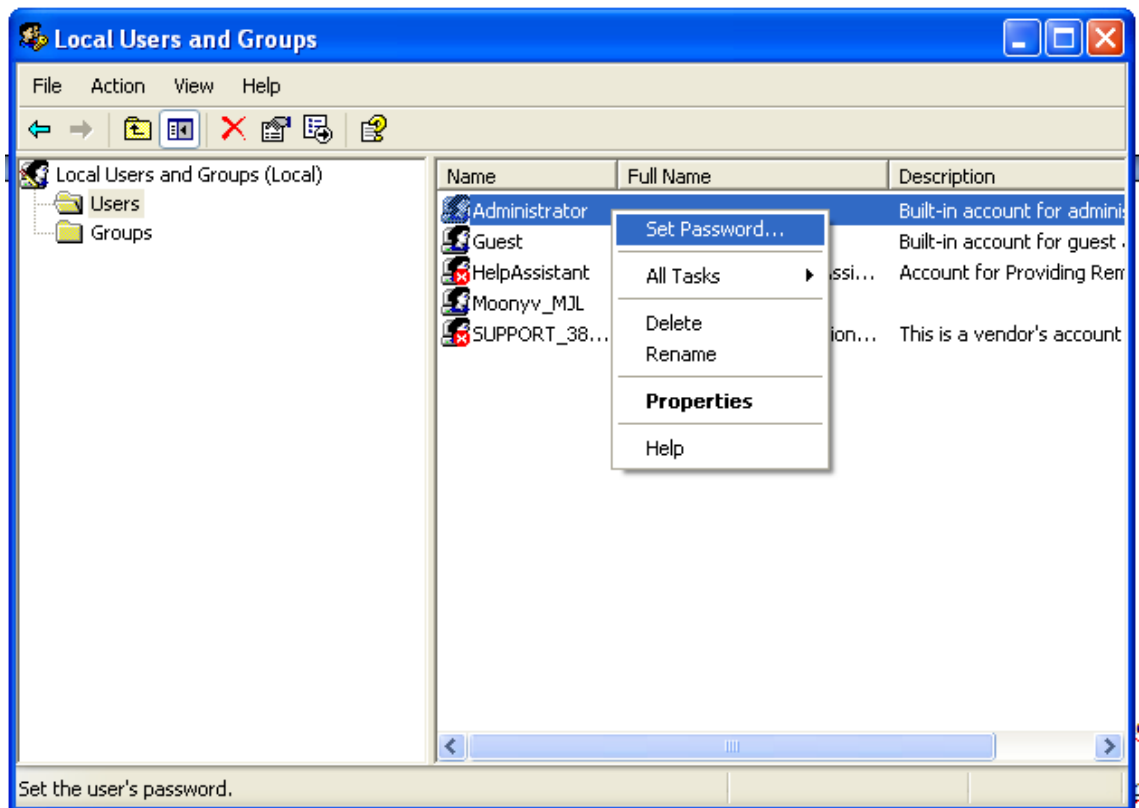 Local Users and Groups
File Action View Help
Local Users and Groups (Local)
Users
Groups
Name Full Name Description
Administrator Built-in account for adminis
Guest Built-in account for guest
HelpAssistant ssi... Account for Providing Rem
Moonyv_MJL
SUPPORT_38... ion... This is a vendor's account
Set Password...
All Tasks
Delete
Rename
Properties
Help
Set the user's password.